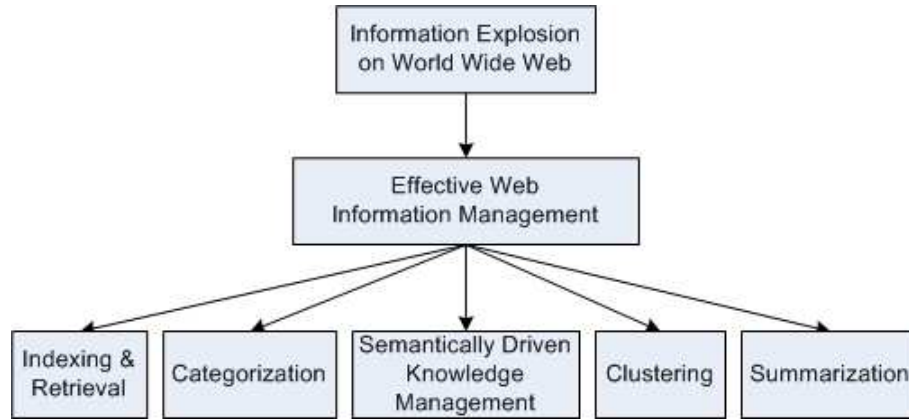 Information Explosion
on World Wide Web
Effective Web
Information Management
Indexing &
Retrieval
Categorization
Semantically Driven
Knowledge
Management
Clustering
Summarization